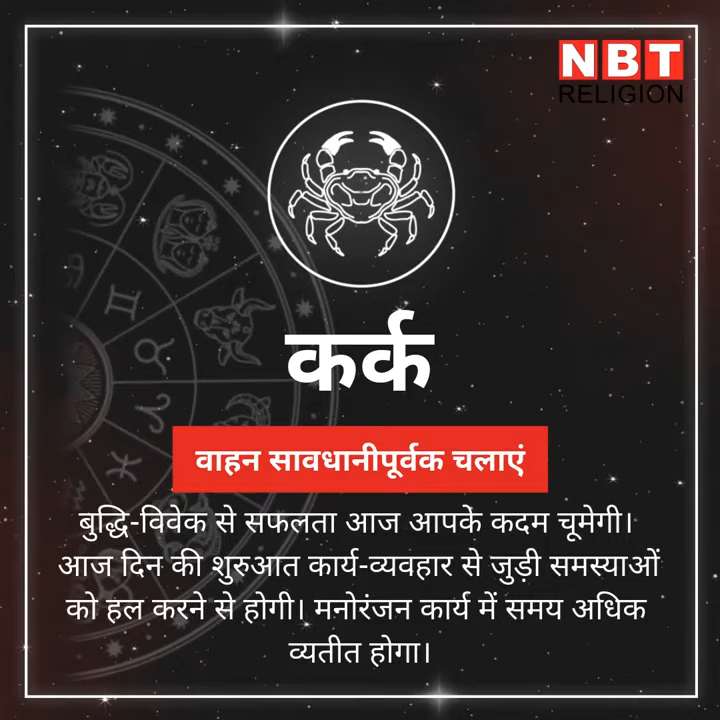 NBT
RELIGION
कर्क
वाहन सावधानीपूर्वक चलाएं
बुद्धि-विवेक से सफलता आज आपके कदम चूमेगी।
आज दिन की शुरुआत कार्य-व्यवहार से जुड़ी समस्याओं
को हल करने से होगी। मनोरंजन कार्य में समय अधिक
व्यतीत होगा।